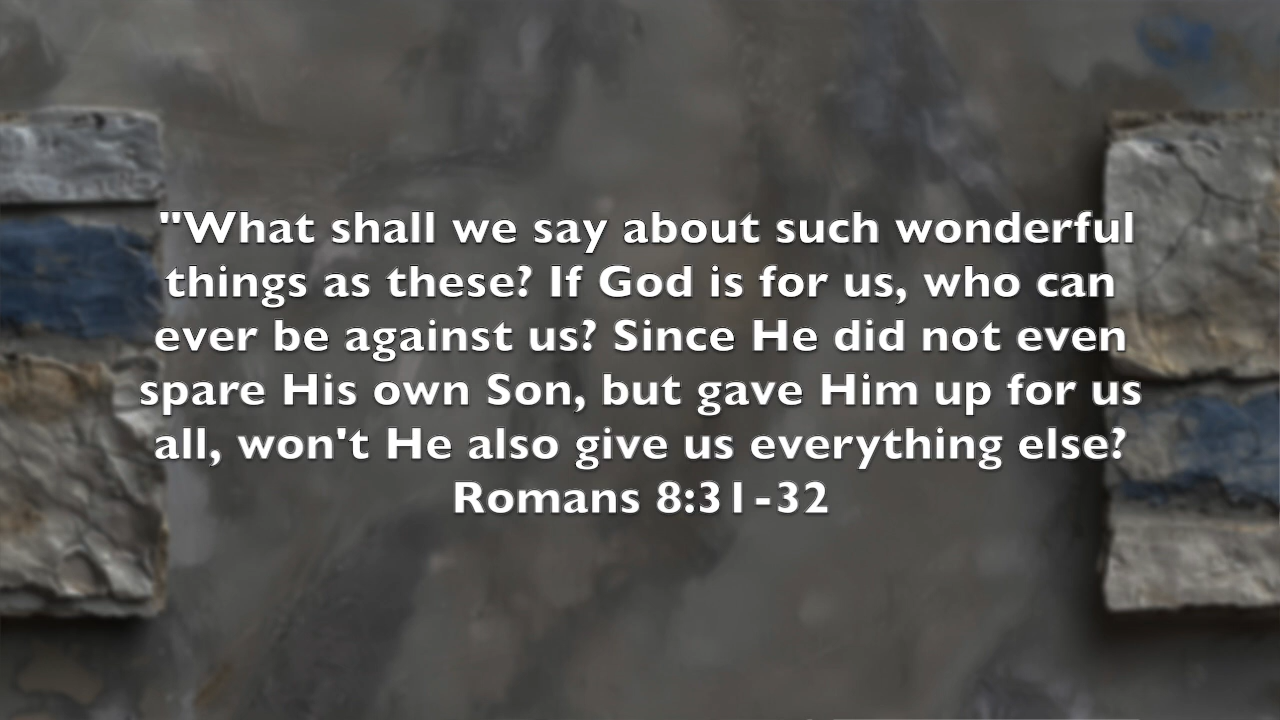 "What shall we say about such wonderful
things as these? If God is for us, who can
ever be against us? Since He did not even
spare His own Son, but gave Him up for us
all, won't He also give us everything else?
Romans 8:31-32